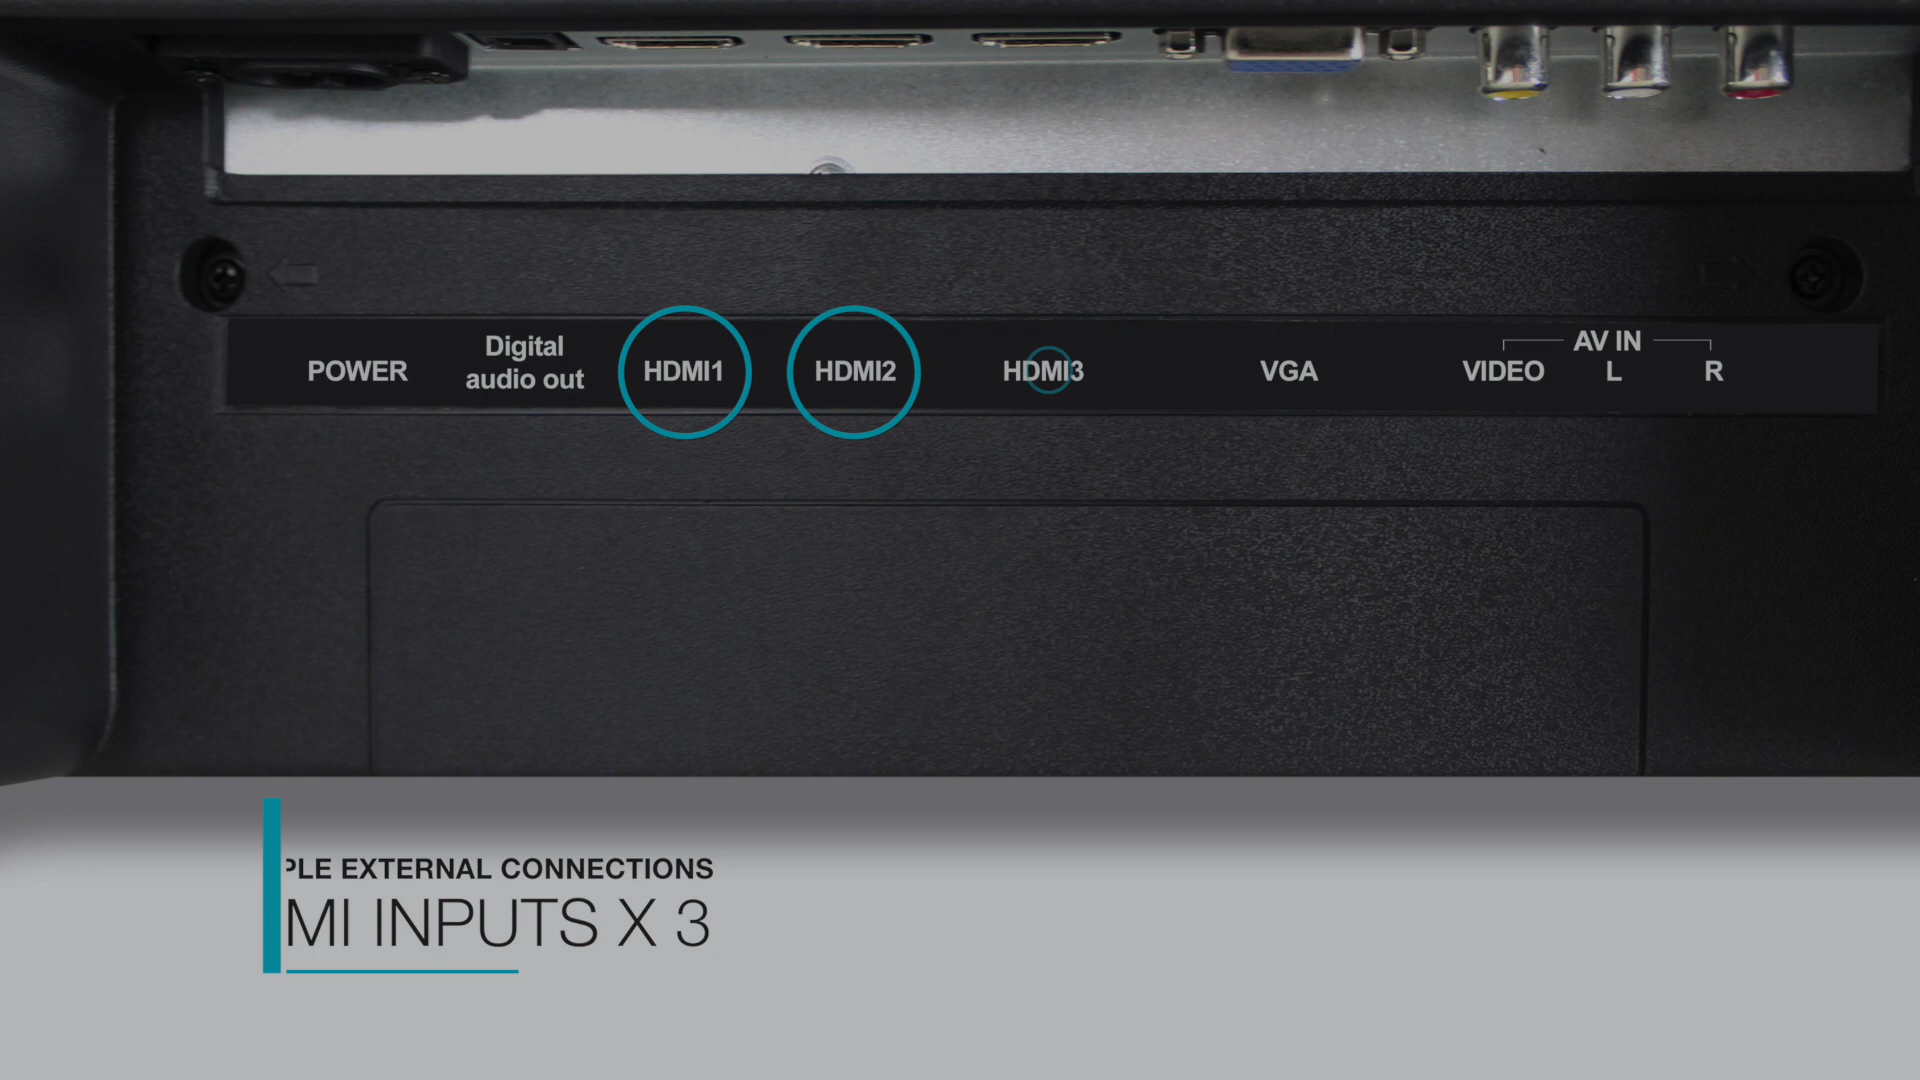 POWER
Digital
audio out
HDMI1
HDMI2
HDMI3
VGA
AV IN
VIDEO
L
R
PLE EXTERNAL CONNECTIONS
MI INPUTS X 3